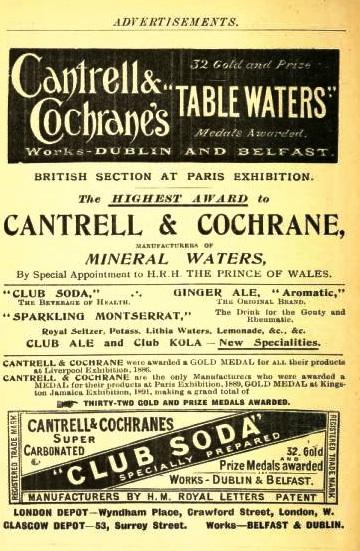 ADVERTISEMENTS.
Cantrell & Cochrane's "TABLE WATERS"
32 Gold and Prize
Medals Awarded.
Works-DUBLIN AND BELFAST.
BRITISH SECTION AT PARIS EXHIBITION.
The HIGHEST AWARD to
CANTRELL & COCHRANE,
MANUFACTURERS OF
MINERAL WATERS,
By Special Appointment to H.R.H. THE PRINCE OF WALES.
"CLUB SODA,"
THE BEVERAGE OF HEALTH.
GINGER ALE, "Aromatic,"
THE ORIGINAL BRAND.
"SPARKLING MONTSERRAT,"
The Drink for the Gouty and
Rheumatic.
Royal Seltzer, Potass, Lithia Waters, Lemonade, &c., &c.
CLUB ALE and Club KOLA – New Specialities.
CANTRELL & COCHRANE were awarded a GOLD MEDAL for ALL their products
at Liverpool Exhibition, 1886.
CANTRELL & COCHRANE are the only Manufacturers who were awarded a
MEDAL for their products at Paris Exhibition, 1889, GOLD MEDAL at Kings-
ton Jamaica Exhibition, 1891, making a grand total of
THIRTY-TWO GOLD AND PRIZE MEDALS AWARDED.
REGISTERED TRADE MARK
CANTRELL & COCHRANE'S
SUPER
CARBONATED
"CLUB SODA"
SPECIALLY PREPARED
32. Gold
AND
Prize Medals awarded
WORKS-DUBLIN & BELFAST.
REGISTERED TRADE MARK
MANUFACTURERS BY H.M. ROYAL LETTERS PATENT
LONDON DEPOT–Wyndham Place, Crawford Street, London, W.
GLASGOW DEPOT–53, Surrey Street. Works–BELFAST & DUBLIN.